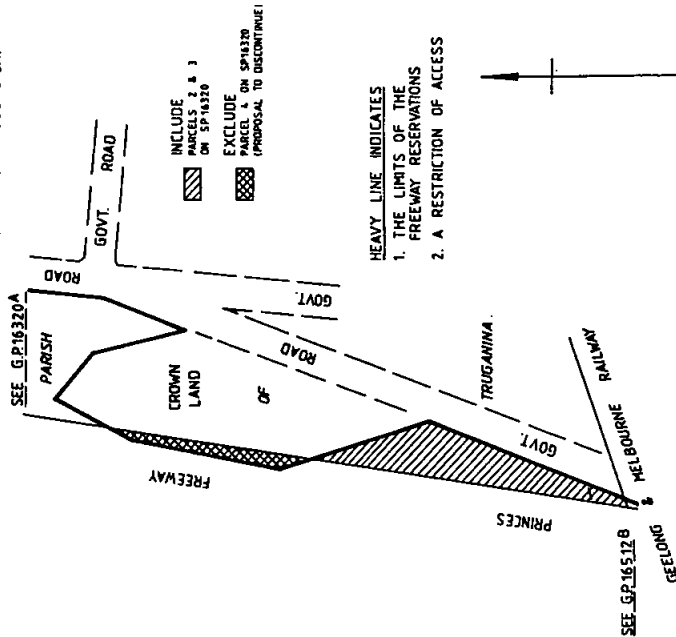 SEE G.P.16320A
PARISH
ROAD
GOVT. ROAD
INCLUDE
PARCELS 2 & 3
ON SP16320
EXCLUDE
PARCEL 4 ON SP16320
(PROPOSAL TO DISCONTINUE)
CROWN
LAND
OF
GOVT.
ROAD
FREEWAY
HEAVY LINE INDICATES
1. THE LIMITS OF THE
FREEWAY RESERVATIONS
2. A RESTRICTION OF ACCESS
TRUGANINA.
GOVT.
PRINCES
SEE G.P.16512B
GEELONG & MELBOURNE RAILWAY